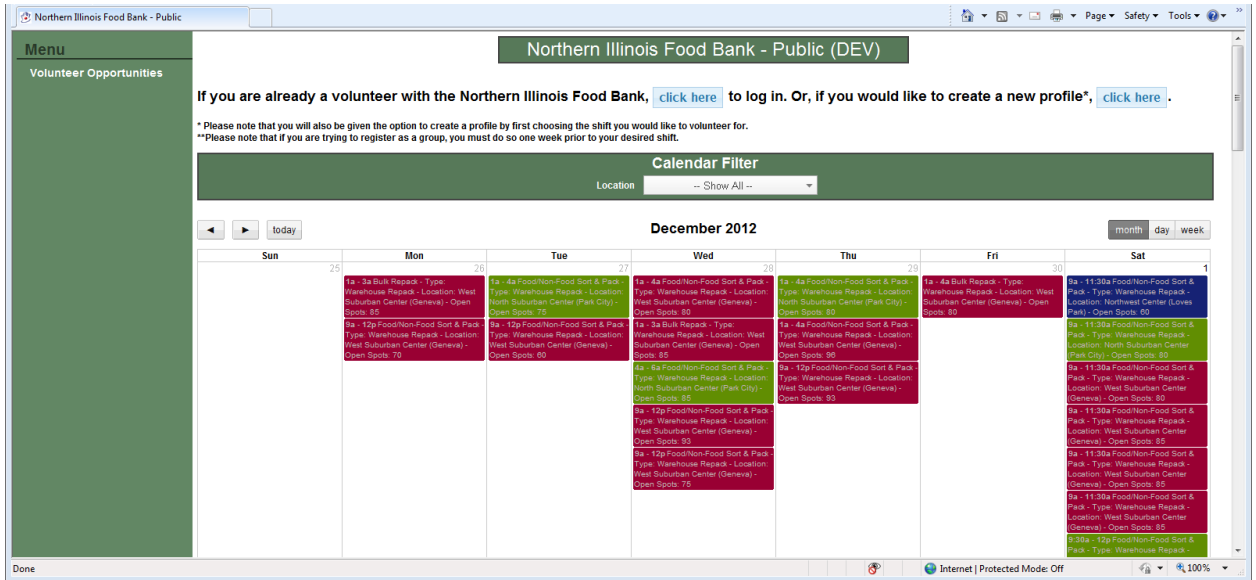 Northern Illinois Food Bank - Public
Page Safety Tools
Menu
Volunteer Opportunities
Northern Illinois Food Bank - Public (DEV)
If you are already a volunteer with the Northern Illinois Food Bank, click here to log in. Or, if you would like to create a new profile*, click here .
* Please note that you will also be given the option to create a profile by first choosing the shift you would like to volunteer for.
**Please note that if you are trying to register as a group, you must do so one week prior to your desired shift.
Calendar Filter
Location -- Show All --
today
December 2012
month day week
Sun Mon Tue Wed Thu Fri Sat
25 26 27 28 29 30 1
1a - 3a Bulk Repack - Type:
Warehouse Repack - Location: West
Suburban Center (Geneva) - Open
Spots: 85
9a - 12p Food/Non-Food Sort & Pack -
Type: Warehouse Repack - Location:
West Suburban Center (Geneva) -
Open Spots: 70
1a - 4a Food/Non-Food Sort & Pack -
Type: Warehouse Repack - Location:
North Suburban Center (Park City) -
Open Spots: 75
9a - 12p Food/Non-Food Sort & Pack -
Type: Warehouse Repack - Location:
West Suburban Center (Geneva) -
Open Spots: 60
1a - 4a Food/Non-Food Sort & Pack -
Type: Warehouse Repack - Location:
West Suburban Center (Geneva) -
Open Spots: 80
1a - 3a Bulk Repack - Type:
Warehouse Repack - Location: West
Suburban Center (Geneva) - Open
Spots: 85
4a - 6a Food/Non-Food Sort & Pack -
Type: Warehouse Repack - Location:
North Suburban Center (Park City) -
Open Spots: 85
9a - 12p Food/Non-Food Sort & Pack -
Type: Warehouse Repack - Location:
West Suburban Center (Geneva) -
Open Spots: 93
9a - 12p Food/Non-Food Sort & Pack -
Type: Warehouse Repack - Location:
West Suburban Center (Geneva) -
Open Spots: 75
1a - 4a Food/Non-Food Sort & Pack -
Type: Warehouse Repack - Location:
North Suburban Center (Park City) -
Open Spots: 80
1a - 4a Food/Non-Food Sort & Pack -
Type: Warehouse Repack - Location:
West Suburban Center (Geneva) -
Open Spots: 96
9a - 12p Food/Non-Food Sort & Pack -
Type: Warehouse Repack - Location:
West Suburban Center (Geneva) -
Open Spots: 93
1a - 4a Bulk Repack - Type:
Warehouse Repack - Location: West
Suburban Center (Geneva) - Open
Spots: 80
9a - 11:30a Food/Non-Food Sort &
Pack - Type: Warehouse Repack -
Location: Northwest Center (Loves
Park) - Open Spots: 60
9a - 11:30a Food/Non-Food Sort &
Pack - Type: Warehouse Repack -
Location: North Suburban Center
(Park City) - Open Spots: 80
9a - 11:30a Food/Non-Food Sort &
Pack - Type: Warehouse Repack -
Location: West Suburban Center
(Geneva) - Open Spots: 80
9a - 11:30a Food/Non-Food Sort &
Pack - Type: Warehouse Repack -
Location: West Suburban Center
(Geneva) - Open Spots: 85
9a - 11:30a Food/Non-Food Sort &
Pack - Type: Warehouse Repack -
Location: West Suburban Center
(Geneva) - Open Spots: 85
9a - 11:30a Food/Non-Food Sort &
Pack - Type: Warehouse Repack -
Location: West Suburban Center
(Geneva) - Open Spots: 85
9:30a - 12p Food/Non-Food Sort &
Pack - Type: Warehouse Repack -
Done
Internet | Protected Mode: Off
100%